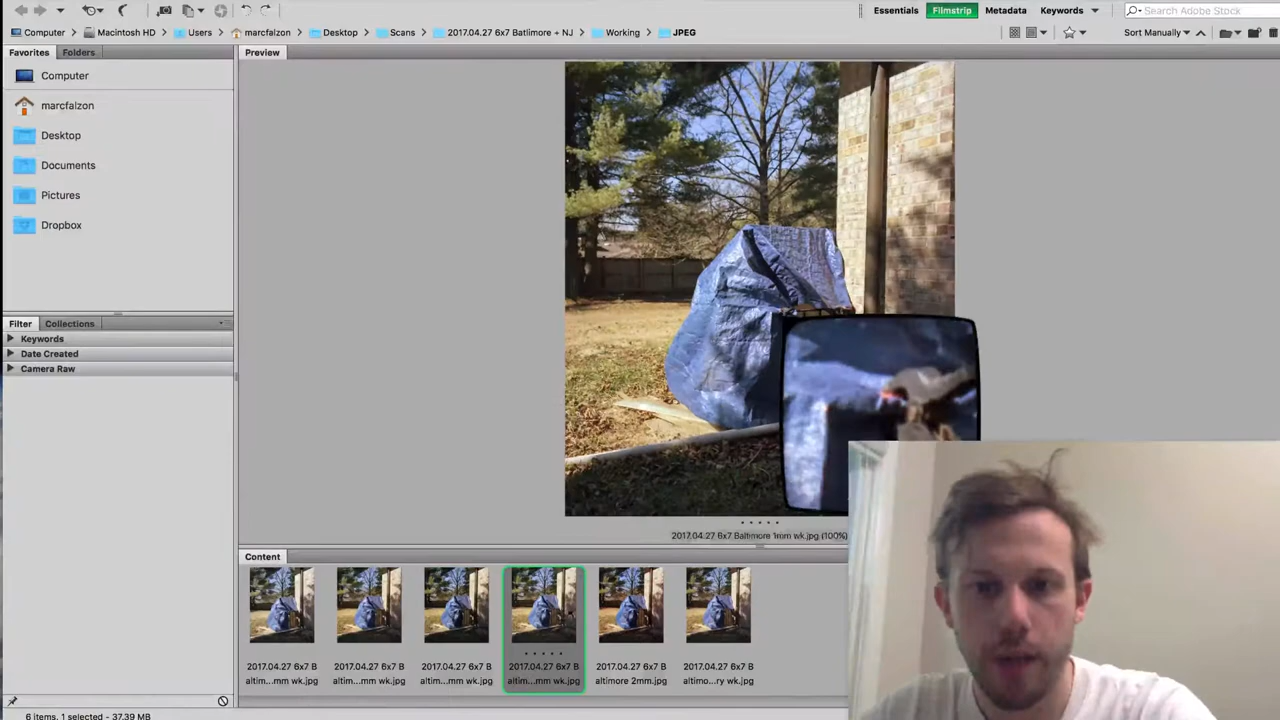 Essentials Filmstrip Metadata Keywords Search Adobe Stock
Computer Macintosh HD Users marcfalzon Desktop Scans 2017.04.27 6x7 Batlimore + NJ Working JPEG Sort Manually
Favorites Folders
Preview
Computer
marcfalzon
Desktop
Documents
Pictures
Dropbox
Filter Collections
Keywords
Date Created
Camera Raw
2017.04.27 6x7 Baltimore 1mm wk.jpg (100%)
Content
2017.04.27 6x7 B
altim...mm wk.jpg
2017.04.27 6x7 B
altim...mm wk.jpg
2017.04.27 6x7 B
altim...mm wk.jpg
2017.04.27 6x7 B
altim...mm wk.jpg
2017.04.27 6x7 B
altimore 2mm.jpg
2017.04.27 6x7 B
altimo...ry wk.jpg
6 items, 1 selected - 37.39 MB